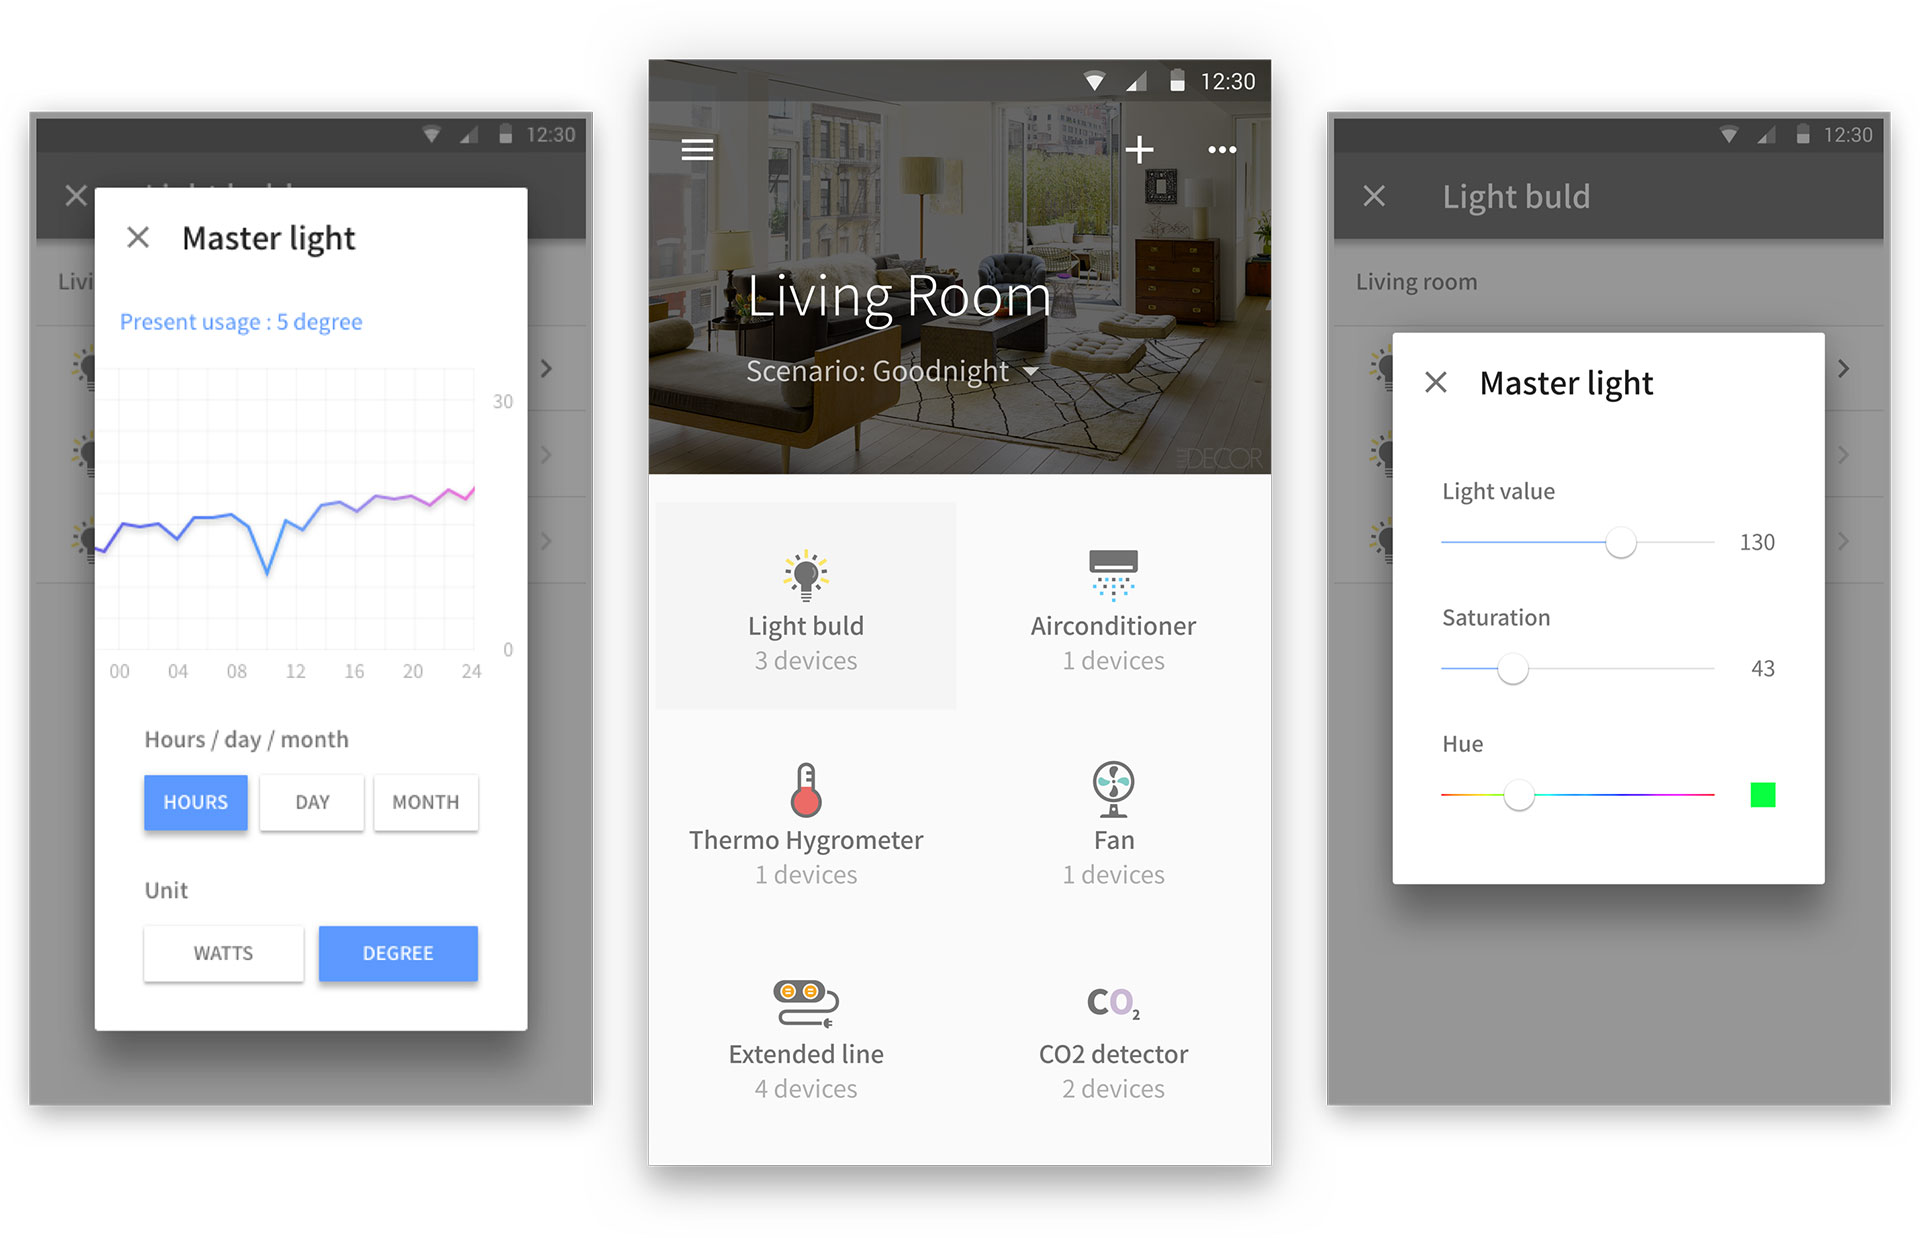 12:30
Master light
Livi
Present usage : 5 degree
30
0
00 04 08 12 16 20 24
Hours / day / month
HOURS DAY MONTH
Unit
WATTS DEGREE
12:30
Living Room
Scenario: Goodnight
DECOR
Light buld
3 devices
Airconditioner
1 devices
Thermo Hygrometer
1 devices
Fan
1 devices
Extended line
4 devices
CO2
CO2 detector
2 devices
12:30
Light buld
Living room
Master light
Light value
130
Saturation
43
Hue